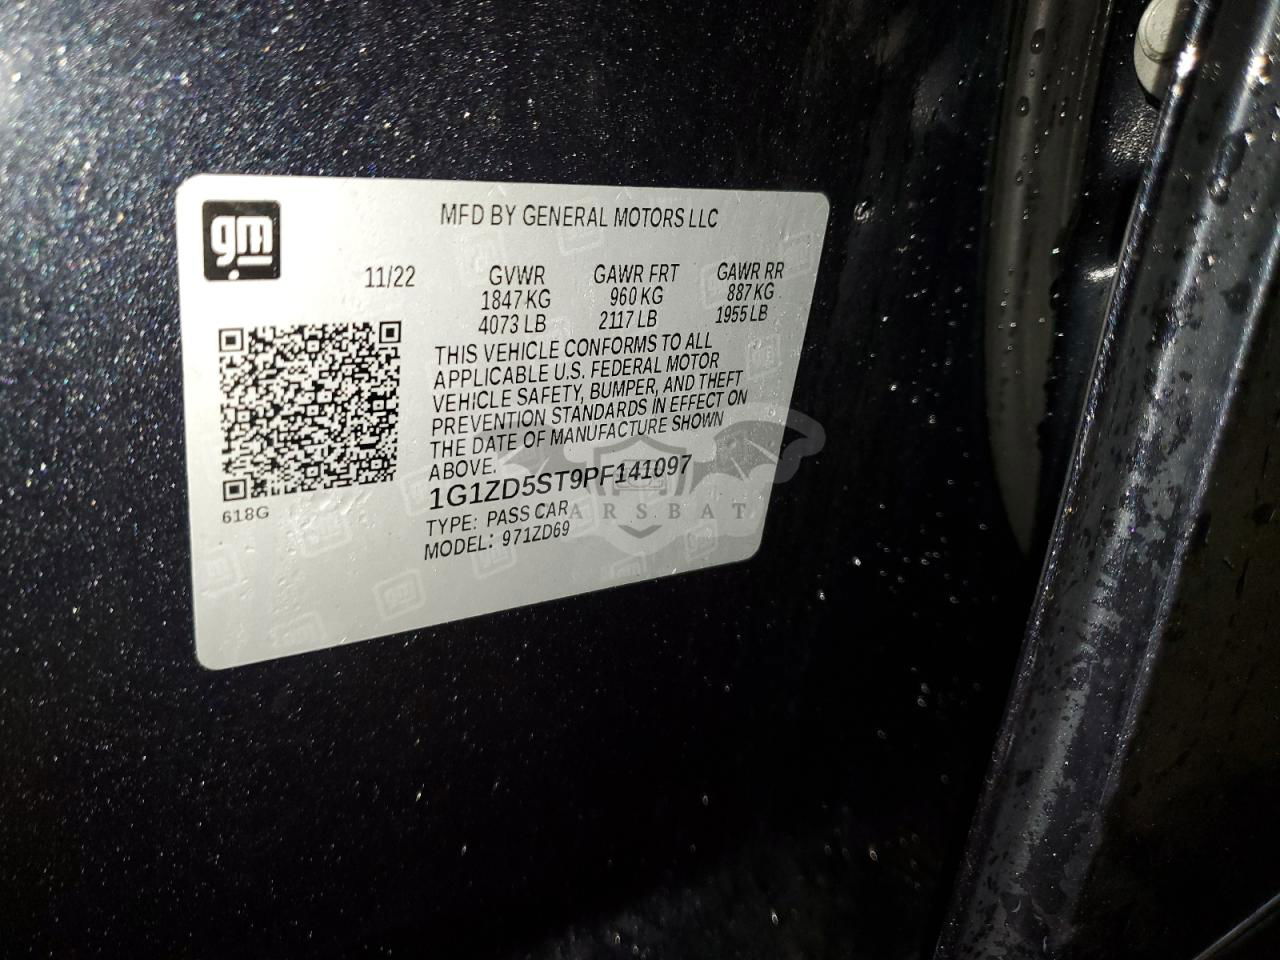 gm
MFD BY GENERAL MOTORS LLC
11/22 GVWR GAWR FRT GAWR RR
1847 KG 960 KG 887 KG
4073 LB 2117 LB 1955 LB
THIS VEHICLE CONFORMS TO ALL
APPLICABLE U.S. FEDERAL MOTOR
VEHICLE SAFETY, BUMPER, AND THEFT
PREVENTION STANDARDS IN EFFECT ON
THE DATE OF MANUFACTURE SHOWN
ABOVE.
1G1ZD5ST9PF141097
618G
TYPE: PASS CAR
ARSBAT
MODEL: 971ZD69